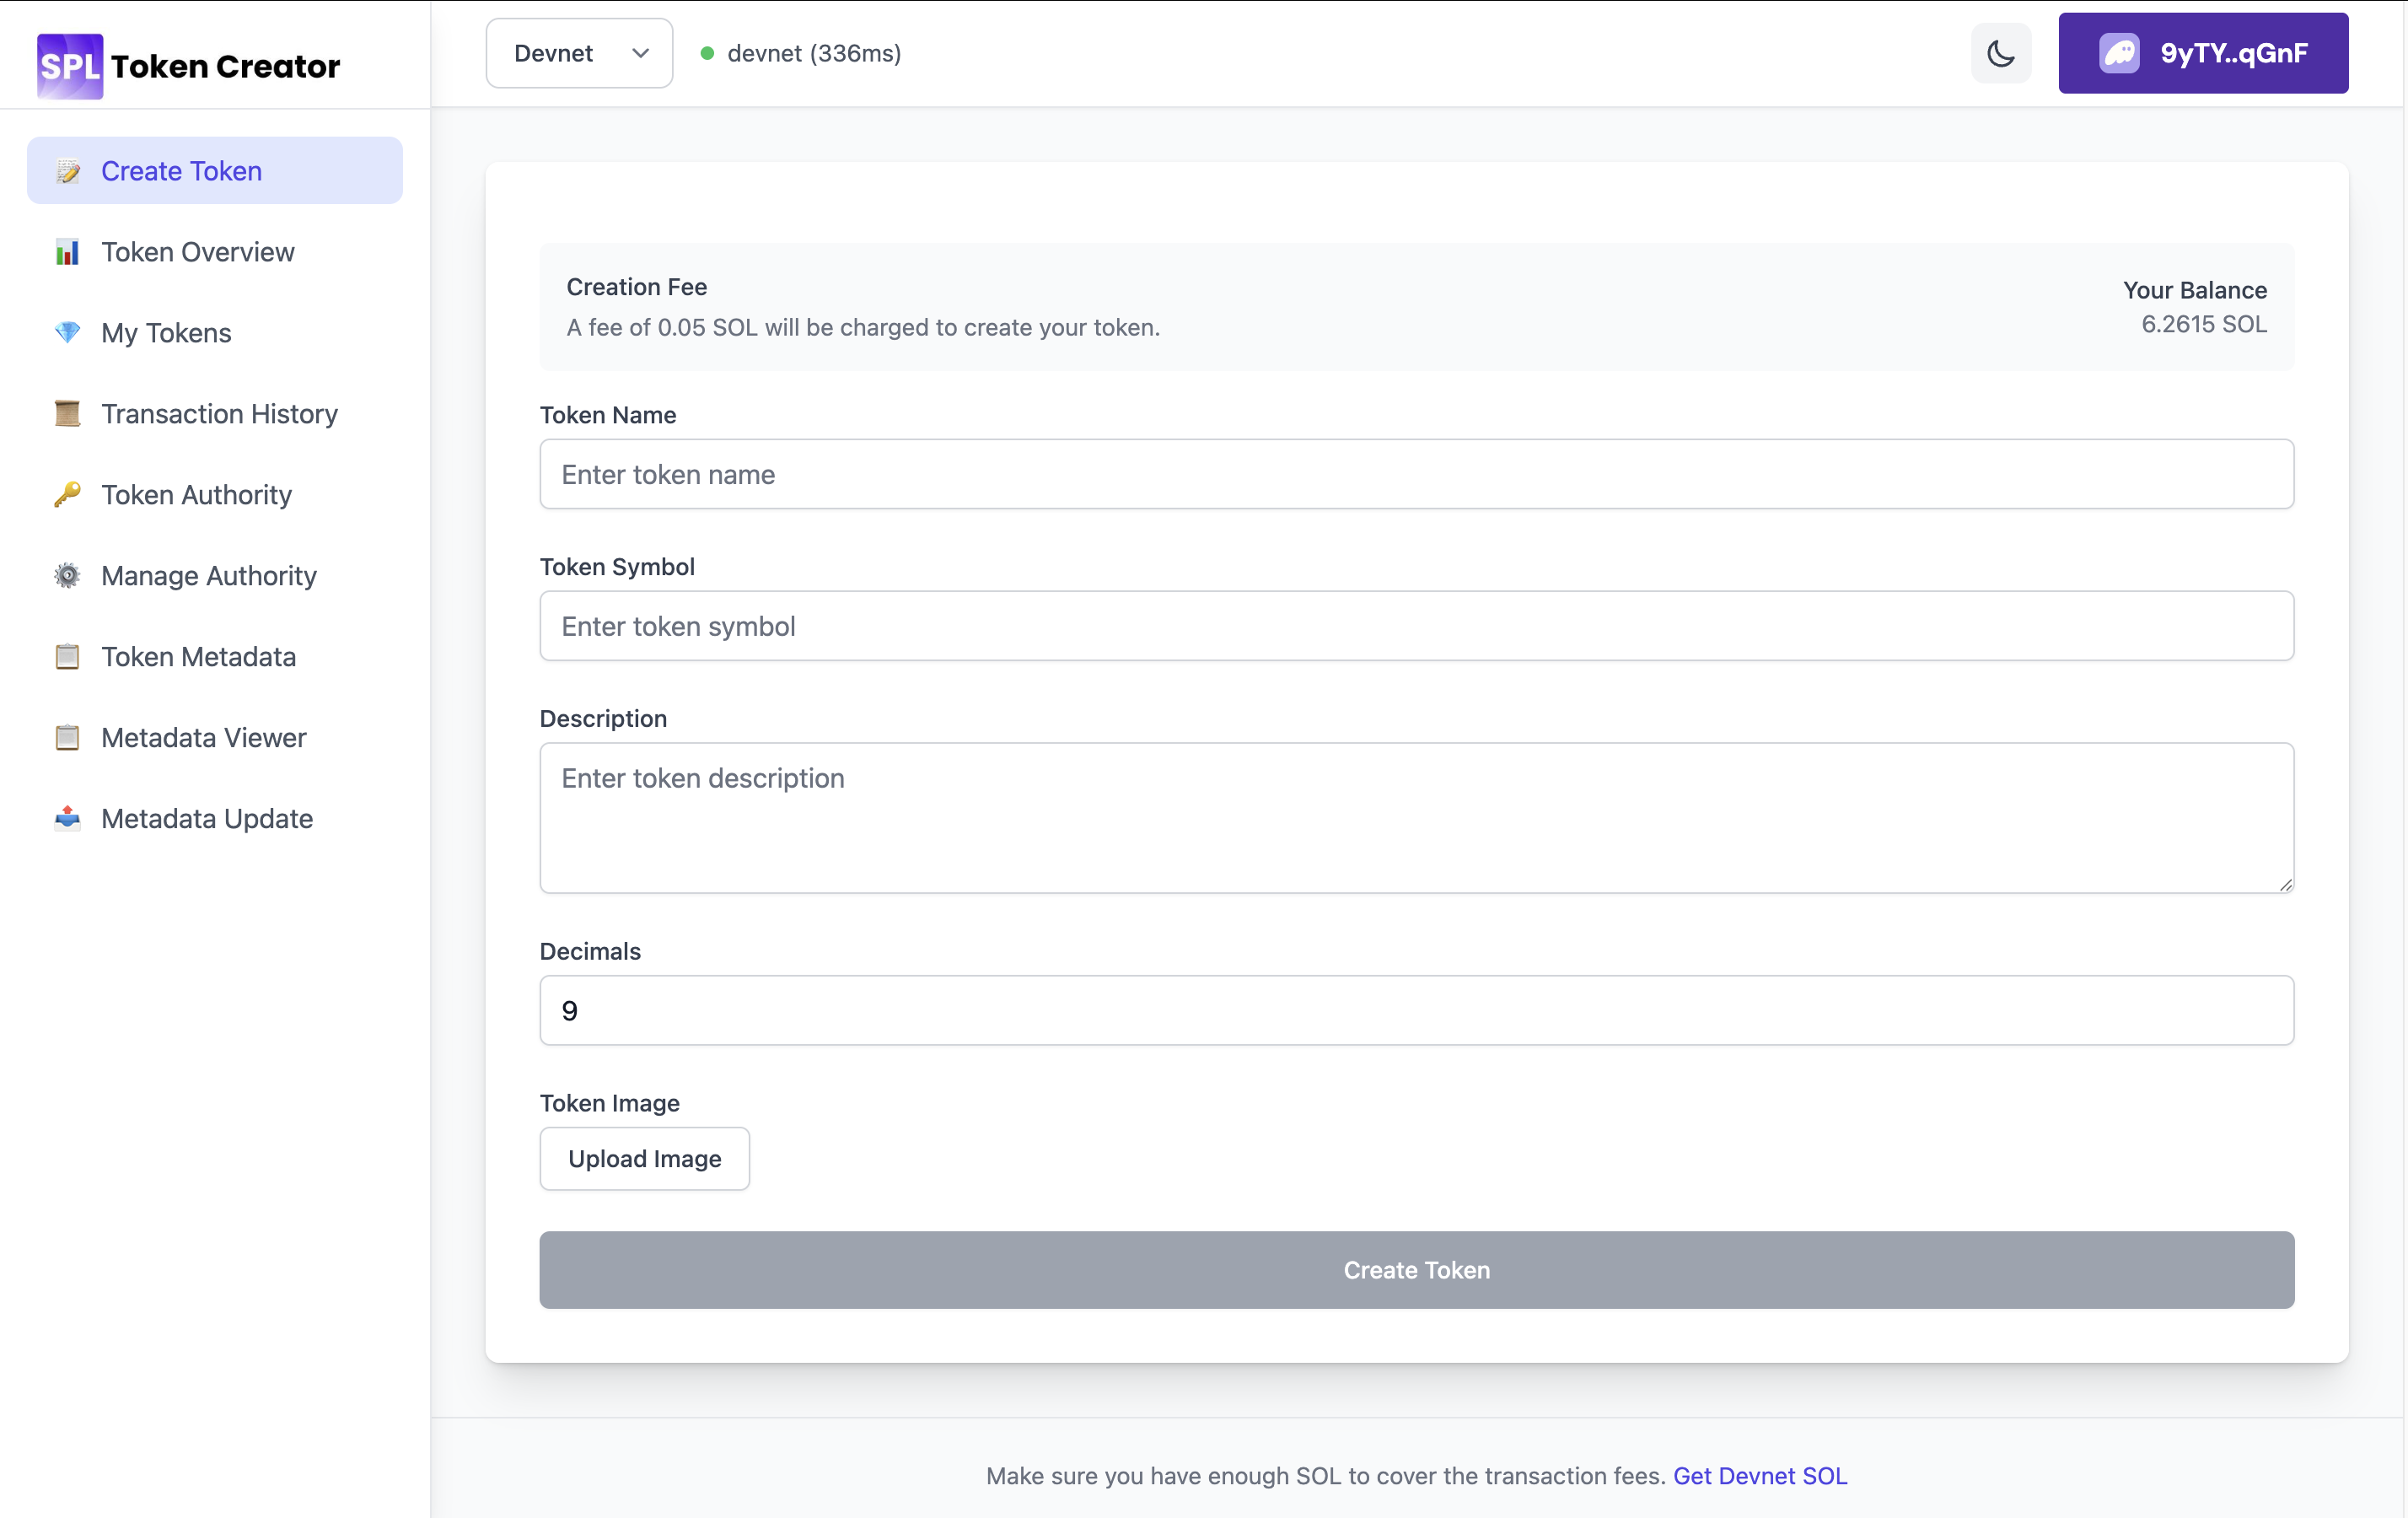 SPL Token Creator
Create Token
Token Overview
My Tokens
Transaction History
Token Authority
Manage Authority
Token Metadata
Metadata Viewer
Metadata Update
Devnet
devnet (336ms)
9yTY..qGnF
Creation Fee
A fee of 0.05 SOL will be charged to create your token.
Your Balance
6.2615 SOL
Token Name
Enter token name
Token Symbol
Enter token symbol
Description
Enter token description
Decimals
9
Token Image
Upload Image
Create Token
Make sure you have enough SOL to cover the transaction fees. Get Devnet SOL